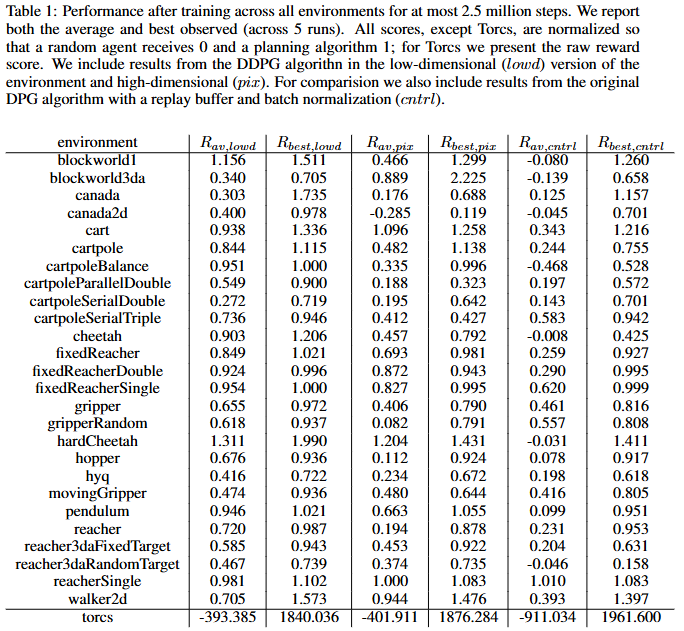 Table 1: Performance after training across all environments for at most 2.5 million steps. We report
both the average and best observed (across 5 runs). All scores, except Torcs, are normalized so
that a random agent receives 0 and a planning algorithm 1; for Torcs we present the raw reward
score. We include results from the DDPG algorithn in the low-dimensional (lowd) version of the
environment and high-dimensional (pix). For comparision we also include results from the original
DPG algorithm with a replay buffer and batch normalization (cntrl).
environment R_av,lowd R_best,lowd R_av,pix R_best,pix R_av,cntrl R_best,cntrl
blockworld1 1.156 1.511 0.466 1.299 -0.080 1.260
blockworld3da 0.340 0.705 0.889 2.225 -0.139 0.658
canada 0.303 1.735 0.176 0.688 0.125 1.157
canada2d 0.400 0.978 -0.285 0.119 -0.045 0.701
cart 0.938 1.336 1.096 1.258 0.343 1.216
cartpole 0.844 1.115 0.482 1.138 0.244 0.755
cartpoleBalance 0.951 1.000 0.335 0.996 -0.468 0.528
cartpoleParallelDouble 0.549 0.900 0.188 0.323 0.197 0.572
cartpoleSerialDouble 0.272 0.719 0.195 0.642 0.143 0.701
cartpoleSerialTriple 0.736 0.946 0.412 0.427 0.583 0.942
cheetah 0.903 1.206 0.457 0.792 -0.008 0.425
fixedReacher 0.849 1.021 0.693 0.981 0.259 0.927
fixedReacherDouble 0.924 0.996 0.872 0.943 0.290 0.995
fixedReacherSingle 0.954 1.000 0.827 0.995 0.620 0.999
gripper 0.655 0.972 0.406 0.790 0.461 0.816
gripperRandom 0.618 0.937 0.082 0.791 0.557 0.808
hardCheetah 1.311 1.990 1.204 1.431 -0.031 1.411
hopper 0.676 0.936 0.112 0.924 0.078 0.917
hyq 0.416 0.722 0.234 0.672 0.198 0.618
movingGripper 0.474 0.936 0.480 0.644 0.416 0.805
pendulum 0.946 1.021 0.663 1.055 0.099 0.951
reacher 0.720 0.987 0.194 0.878 0.231 0.953
reacher3daFixedTarget 0.585 0.943 0.453 0.922 0.204 0.631
reacher3daRandomTarget 0.467 0.739 0.374 0.735 -0.046 0.158
reacherSingle 0.981 1.102 1.000 1.083 1.010 1.083
walker2d 0.705 1.573 0.944 1.476 0.393 1.397
torcs -393.385 1840.036 -401.911 1876.284 -911.034 1961.600